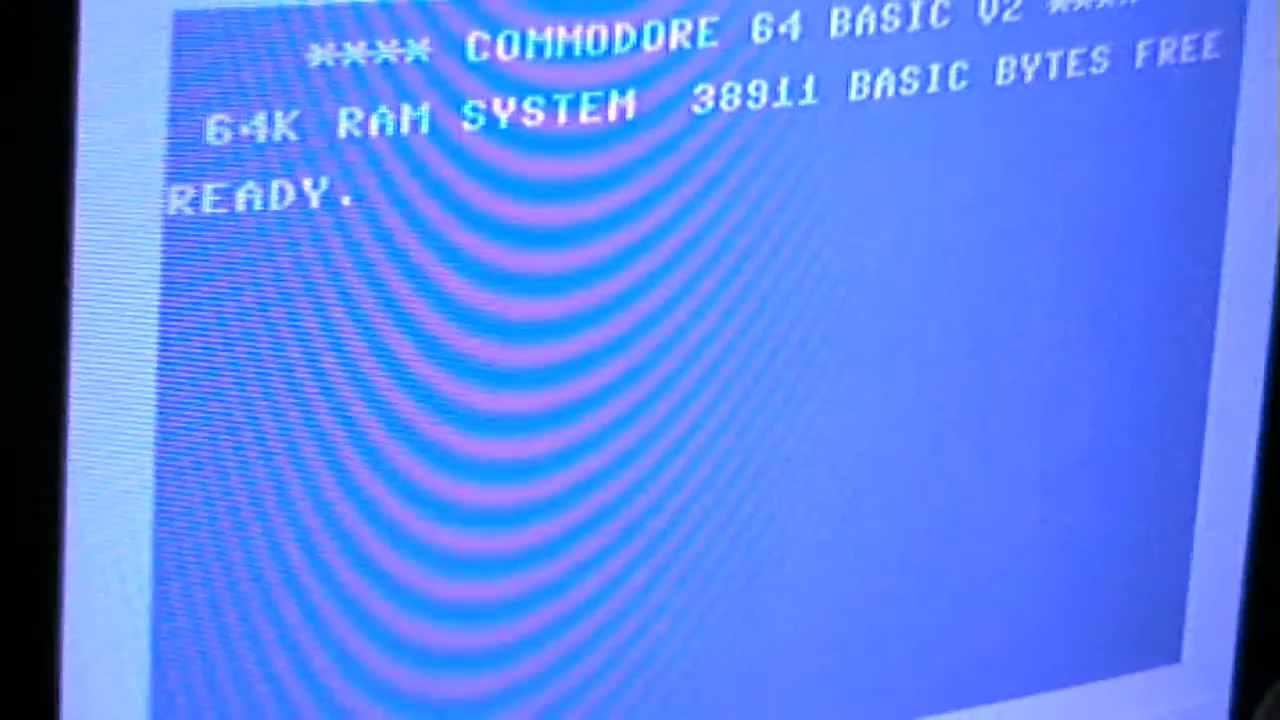 **** COMMODORE 64 BASIC V2 ****
64K RAM SYSTEM 38911 BASIC BYTES FREE
READY.